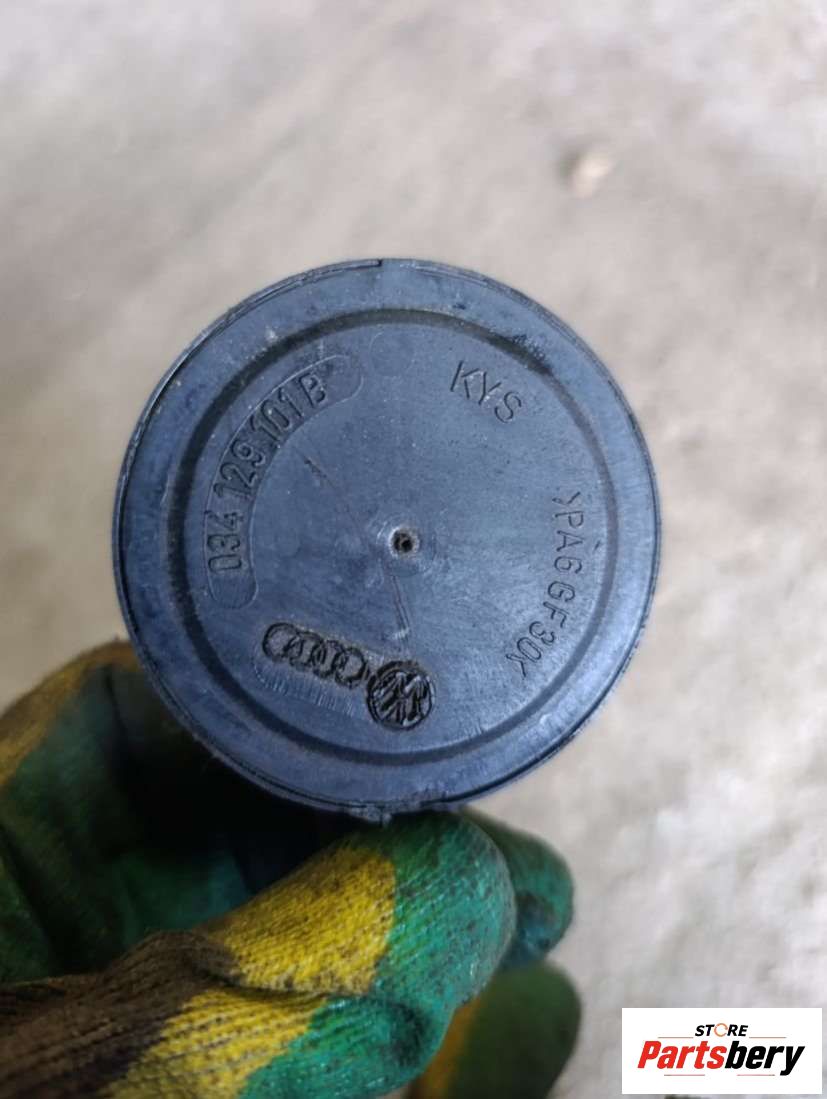 034 129 101 B
KYS
>PA6 GF30<
STORE
Partsbery